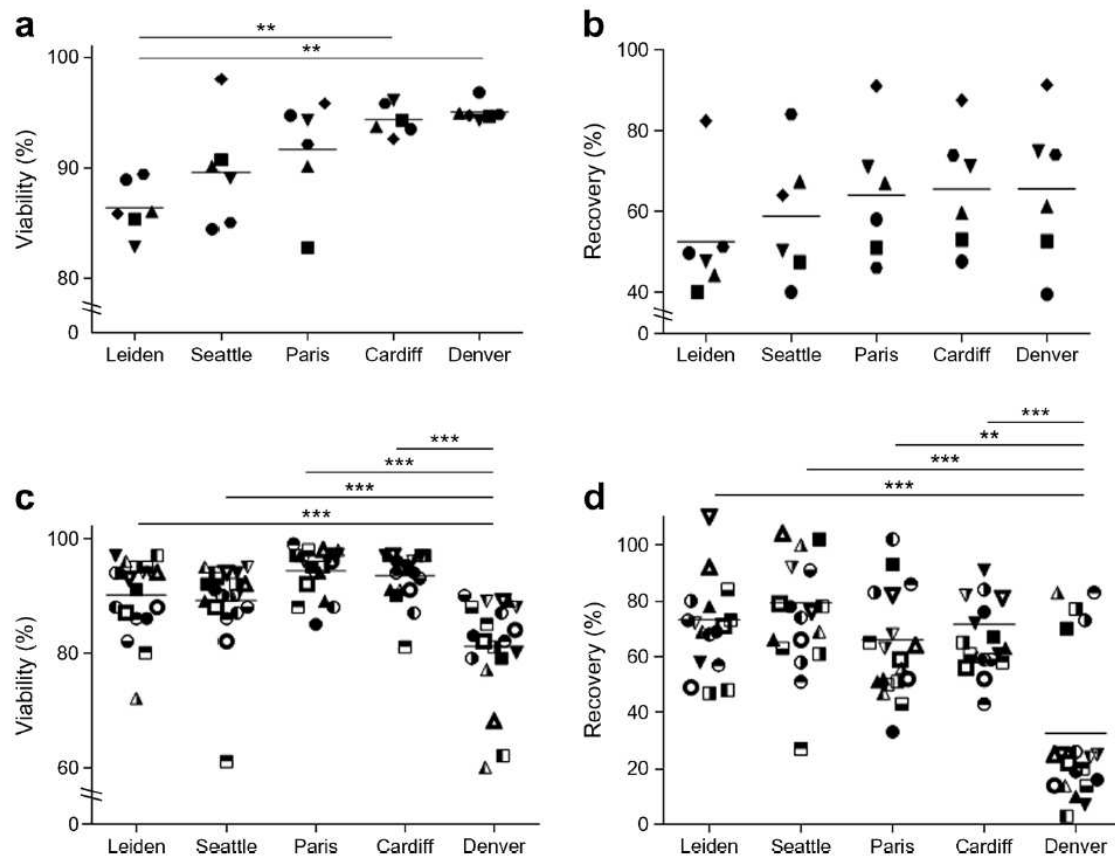 a
**
**
100
90
80
0
Viability (%)
Leiden Seattle Paris Cardiff Denver
b
100
80
60
40
0
Recovery (%)
Leiden Seattle Paris Cardiff Denver
c
***
***
***
***
100
80
60
0
Viability (%)
Leiden Seattle Paris Cardiff Denver
d
***
**
***
***
100
80
60
40
20
0
Recovery (%)
Leiden Seattle Paris Cardiff Denver